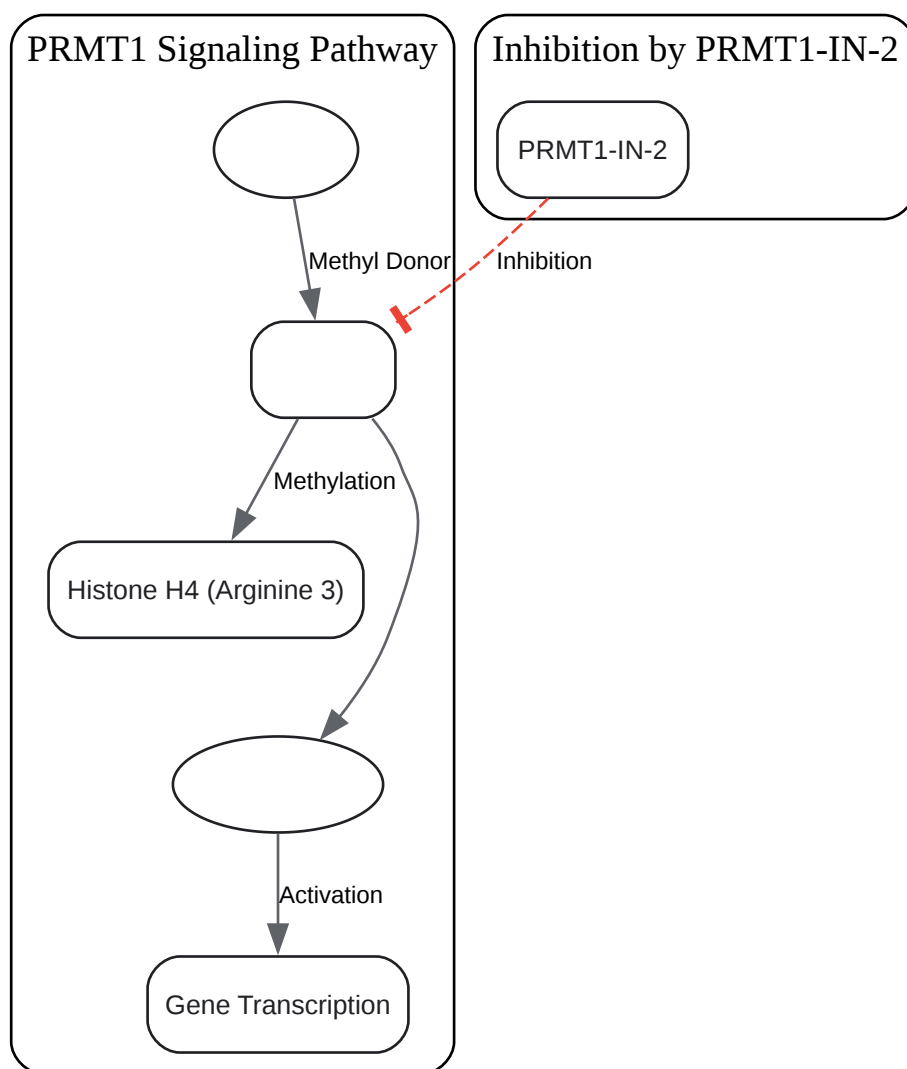 PRMT1 Signaling Pathway
Inhibition by PRMT1-IN-2
PRMT1-IN-2
Methyl Donor
Inhibition
Methylation
Histone H4 (Arginine 3)
Activation
Gene Transcription